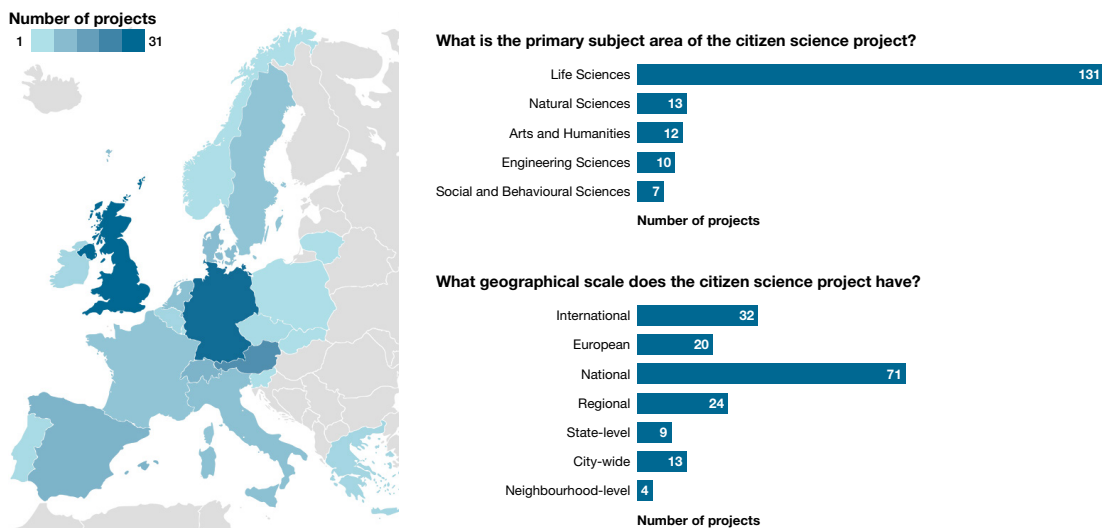 Number of projects
1 31
What is the primary subject area of the citizen science project?
Life Sciences 131
Natural Sciences 13
Arts and Humanities 12
Engineering Sciences 10
Social and Behavioural Sciences 7
Number of projects
What geographical scale does the citizen science project have?
International 32
European 20
National 71
Regional 24
State-level 9
City-wide 13
Neighbourhood-level 4
Number of projects